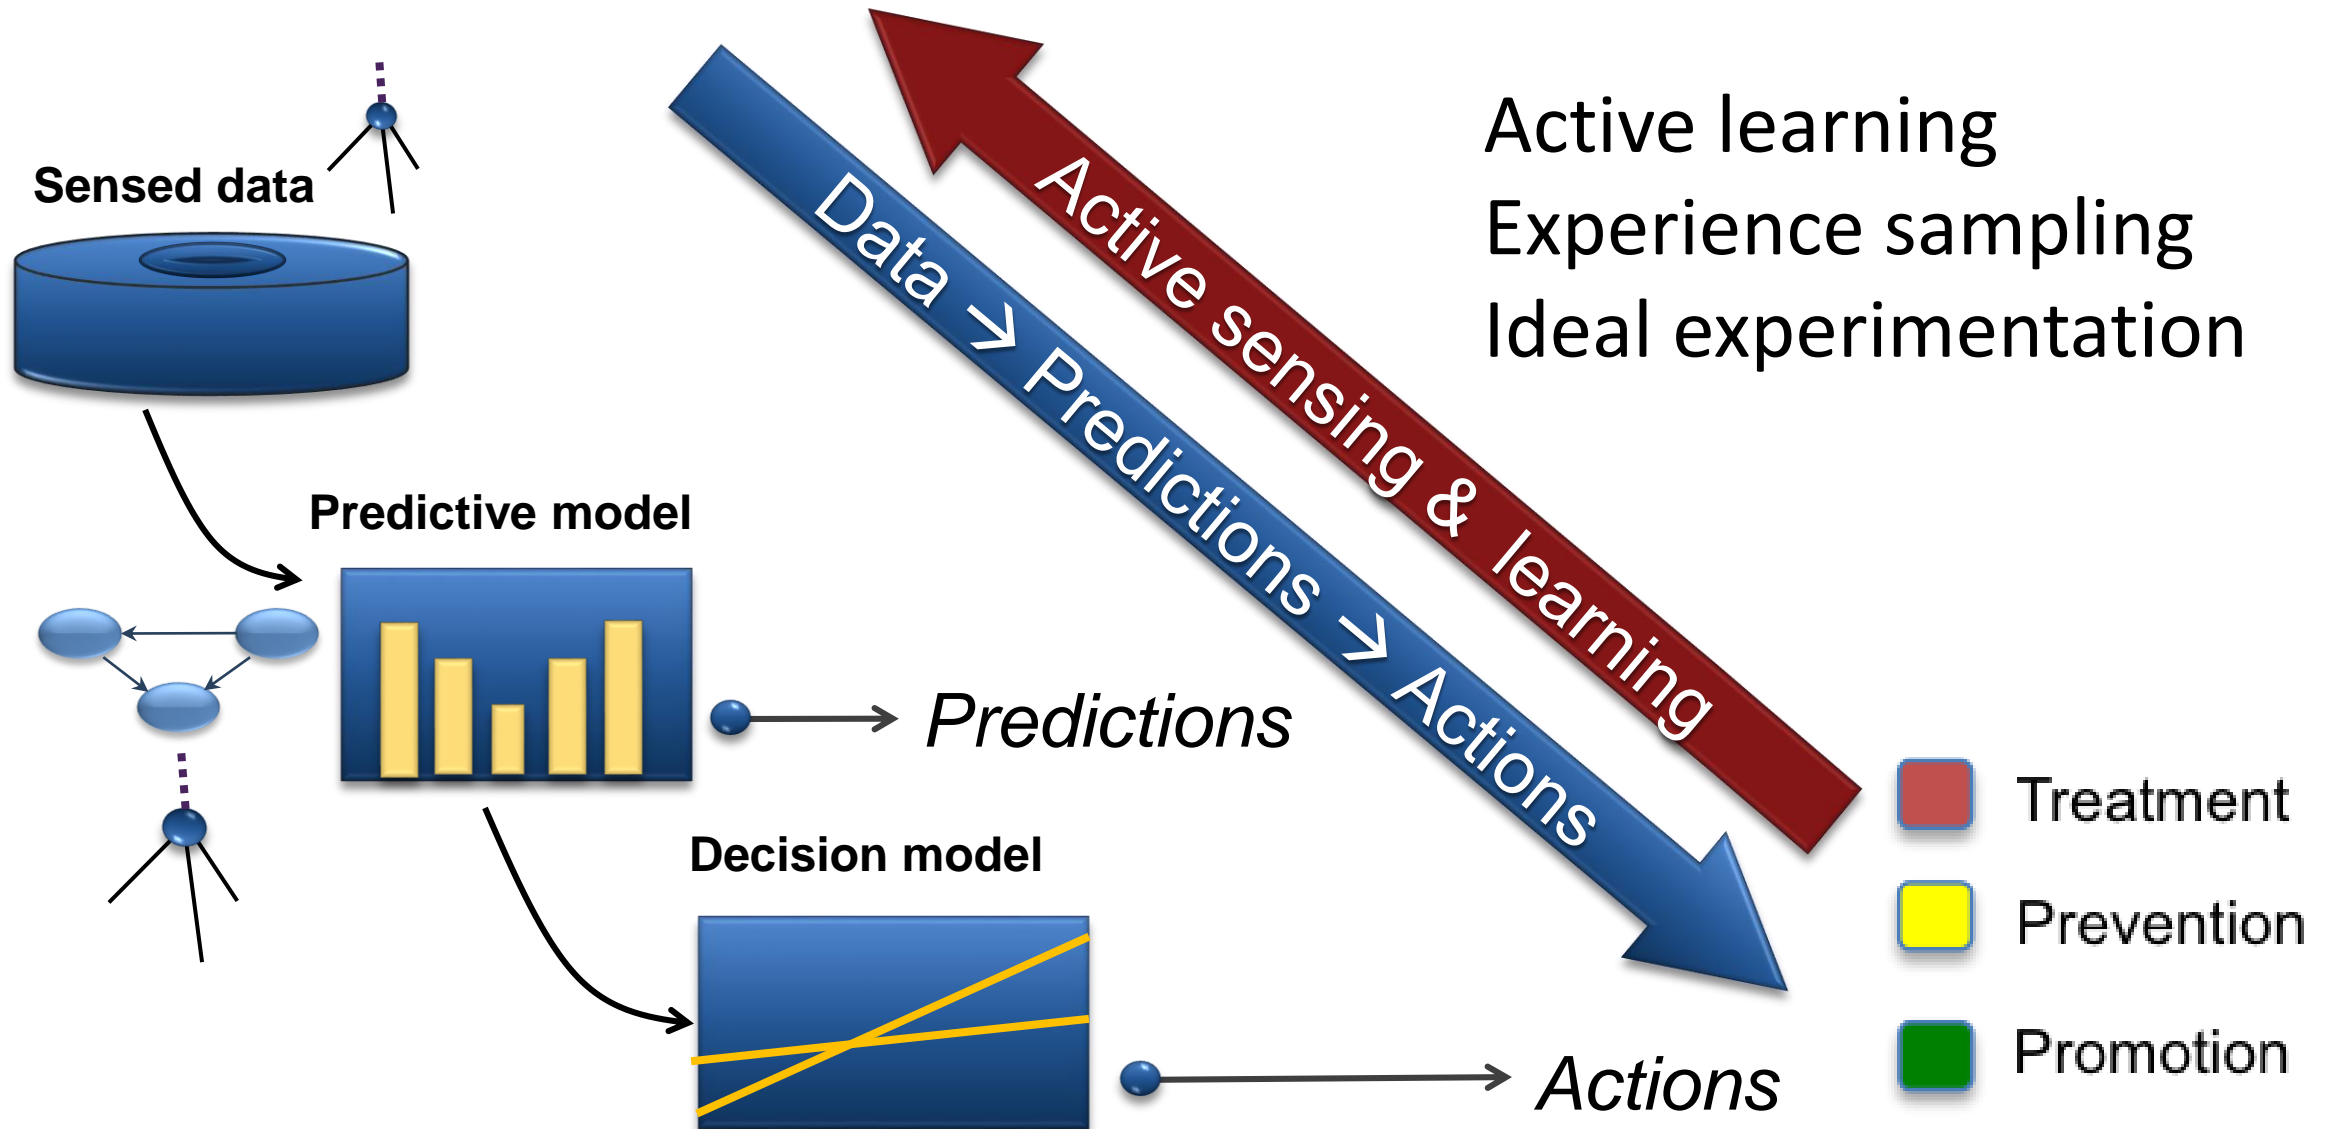 Sensed data
Predictive model
Predictions
Decision model
Actions
Data → Predictions → Actions
Active sensing & learning
Active learning
Experience sampling
Ideal experimentation
Treatment
Prevention
Promotion